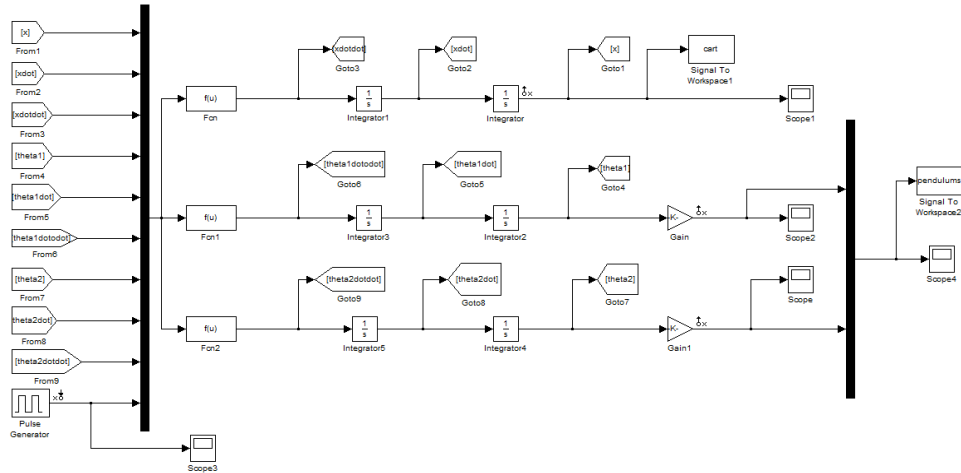 [x]
From1
[xdot]
From2
[xdotdot]
From3
[theta1]
From4
[theta1dot]
From5
[theta1dotodot]
From6
[theta2]
From7
[theta2dot]
From8
[theta2dotdot]
From9
Pulse
Generator
x
Scope3
f(u)
Fcn
[xdotdot]
Goto3
1
s
Integrator1
[xdot]
Goto2
1
s
Integrator
x
[x]
Goto1
cart
Signal To
Workspace1
Scope1
f(u)
Fcn1
[theta1dotodot]
Goto6
1
s
Integrator3
[theta1dot]
Goto5
1
s
Integrator2
[theta1]
Goto4
-K-
Gain
x
Scope2
f(u)
Fcn2
[theta2dotdot]
Goto9
1
s
Integrator5
[theta2dot]
Goto8
1
s
Integrator4
[theta2]
Goto7
-K-
Gain1
x
Scope
pendulums
Signal To
Workspace2
Scope4